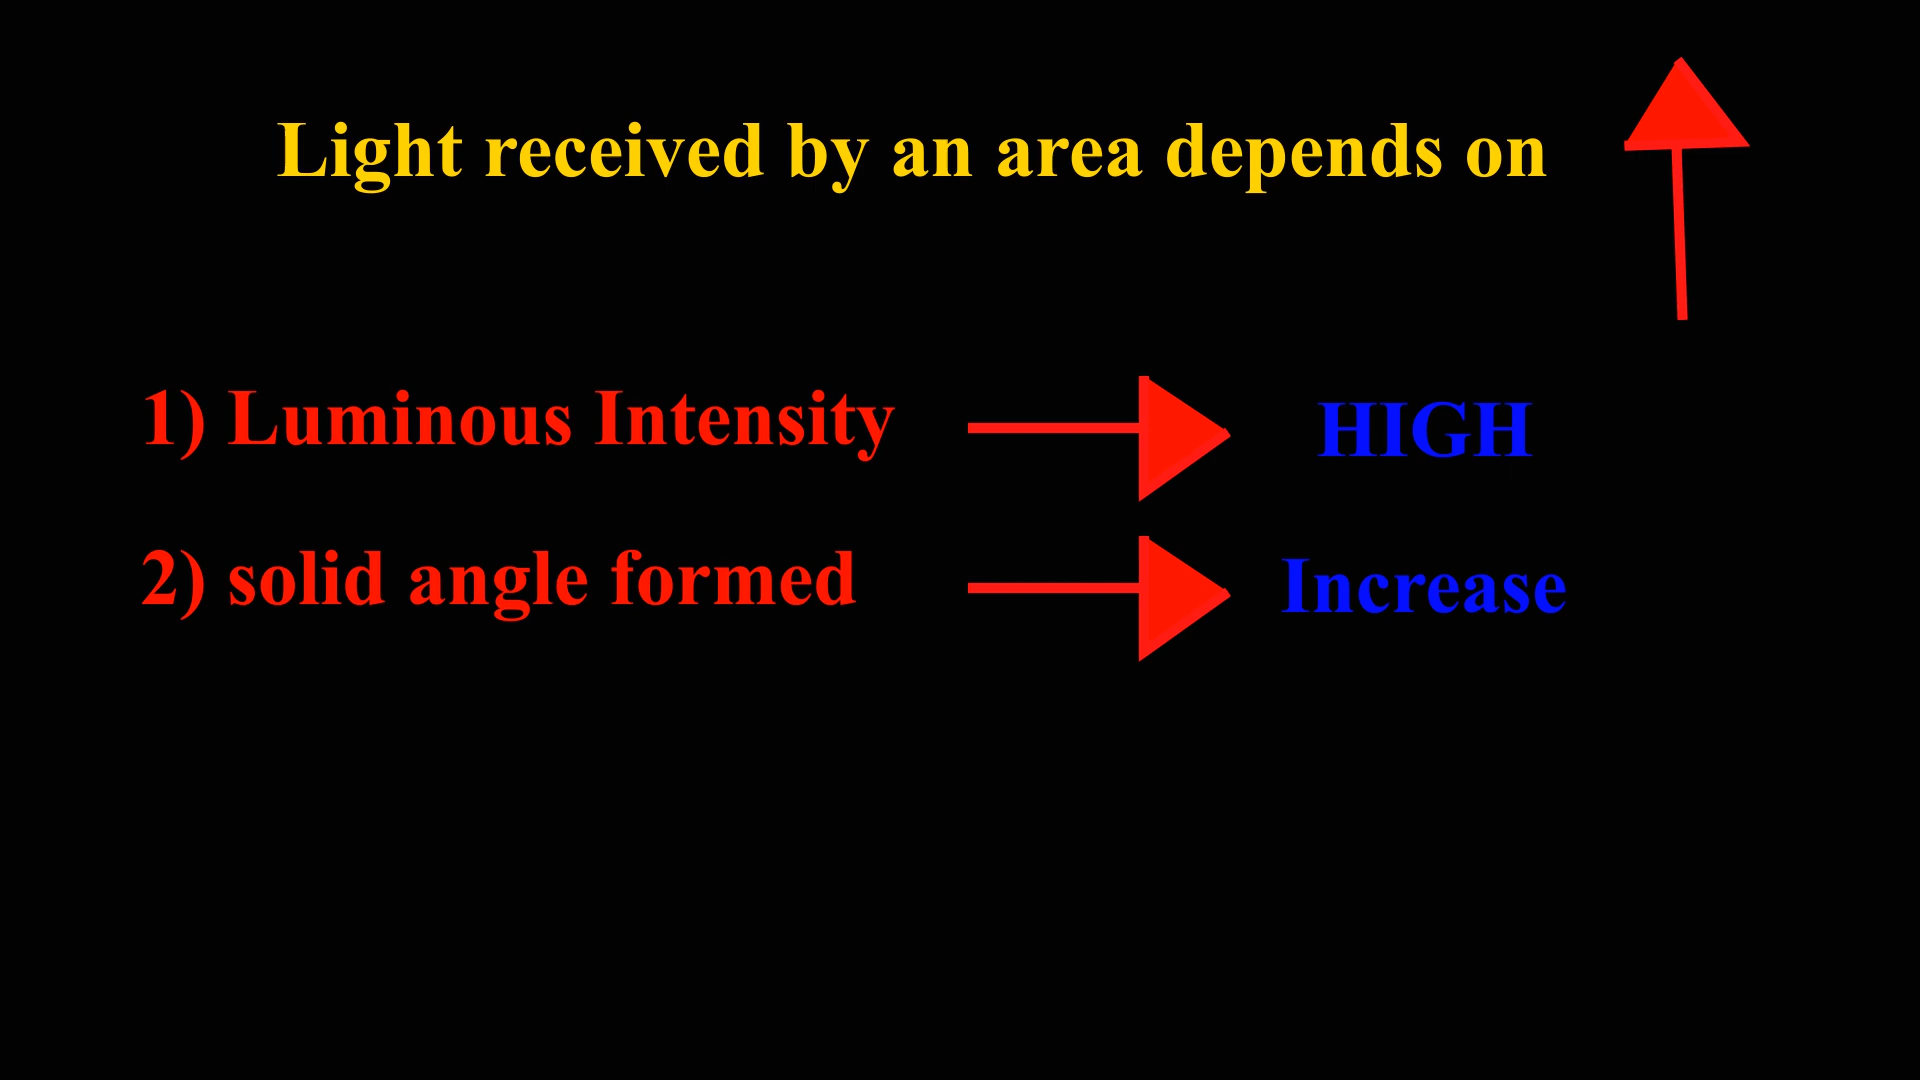 Light received by an area depends on
1) Luminous Intensity HIGH
2) solid angle formed Increase